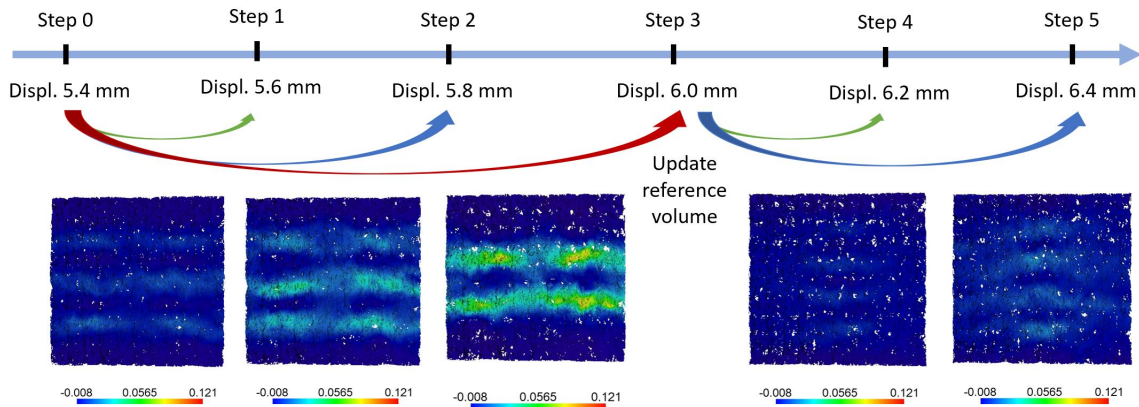 Step 0 Step 1 Step 2 Step 3 Step 4 Step 5
Displ. 5.4 mm Displ. 5.6 mm Displ. 5.8 mm Displ. 6.0 mm Displ. 6.2 mm Displ. 6.4 mm
Update
reference
volume
-0.008 0.0565 0.121 -0.008 0.0565 0.121 -0.008 0.0565 0.121 -0.008 0.0565 0.121 -0.008 0.0565 0.121